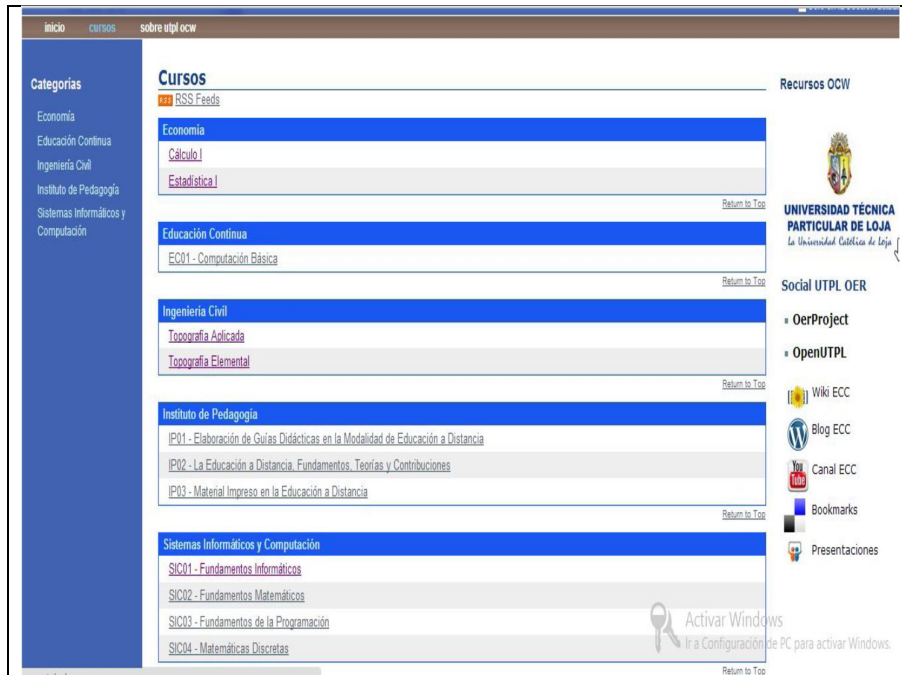 inicio cursos sobre utpl ocw
Categorías
Economía
Educación Continua
Ingeniería Civíl
Instituto de Pedagogía
Sistemas Informáticos y
Computación
Cursos
RSS RSS Feeds
Economía
Cálculo I
Estadística I
Return to Top
Educación Continua
EC01 - Computación Básica
Return to Top
Ingeniería Civil
Topografía Aplicada
Topografía Elemental
Return to Top
Instituto de Pedagogía
IP01 - Elaboración de Guías Didácticas en la Modalidad de Educación a Distancia
IP02 - La Educación a Distancia, Fundamentos, Teorías y Contribuciones
IP03 - Material Impreso en la Educación a Distancia
Return to Top
Sistemas Informáticos y Computación
SIC01 - Fundamentos Informáticos
SIC02 - Fundamentos Matemáticos
SIC03 - Fundamentos de la Programación
SIC04 - Matemáticas Discretas
Return to Top
Recursos OCW
UNIVERSIDAD TÉCNICA
PARTICULAR DE LOJA
La Universidad Católica de Loja
Social UTPL OER
OerProject
OpenUTPL
Wiki ECC
Blog ECC
You Tube Canal ECC
Bookmarks
Presentaciones
Activar Windows
Ir a Configuración de PC para activar Windows.